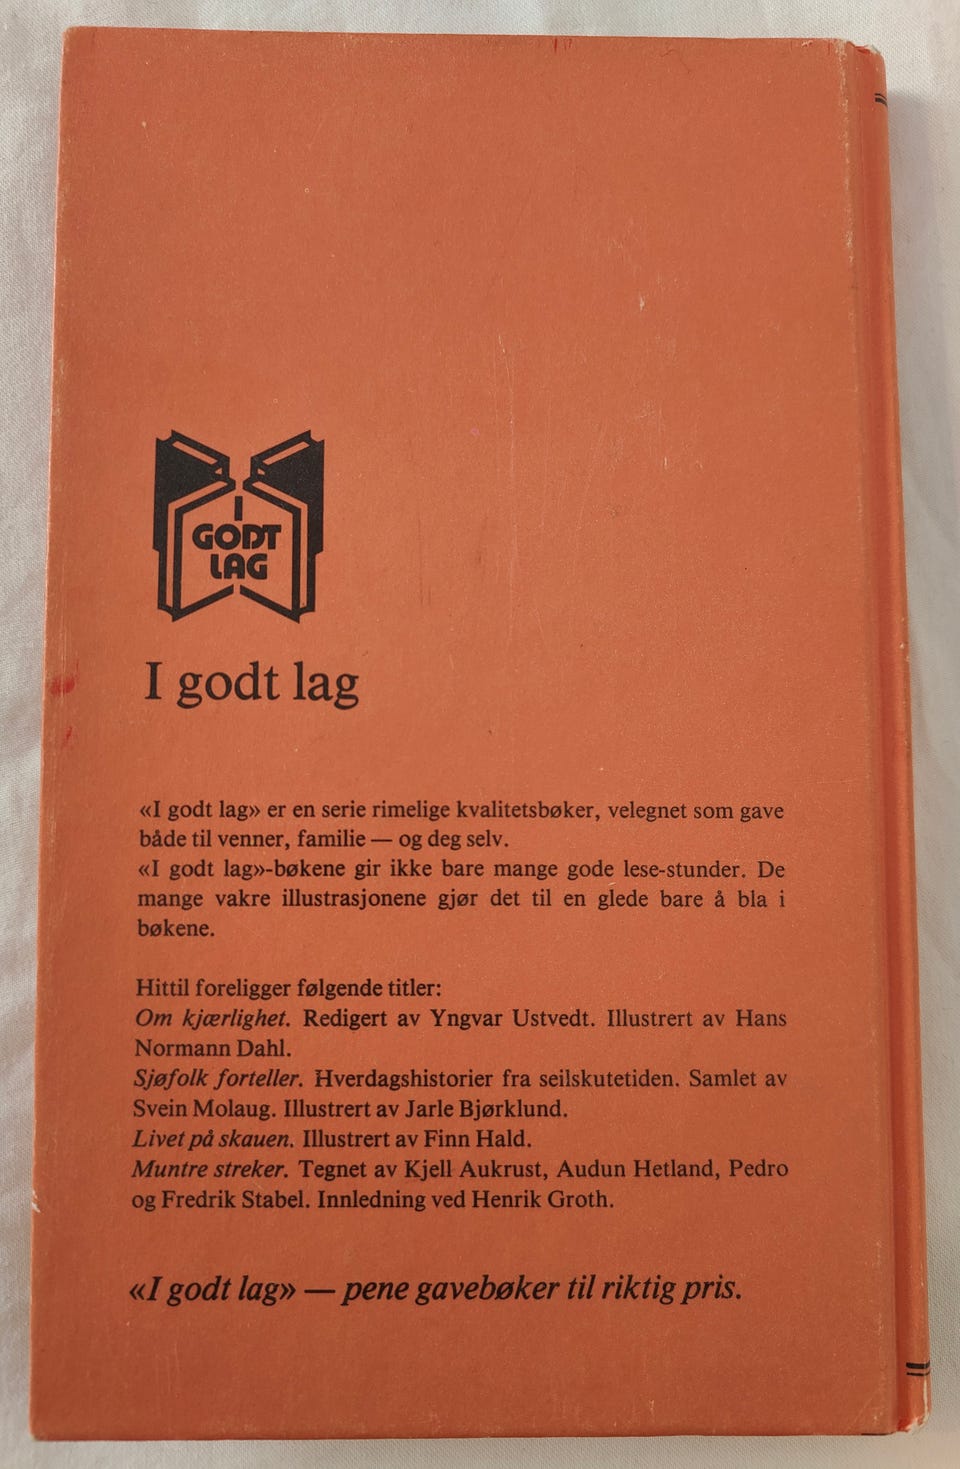 I
GODT
LAG
I godt lag
«I godt lag» er en serie rimelige kvalitetsbøker, velegnet som gave
både til venner, familie — og deg selv.
«I godt lag»-bøkene gir ikke bare mange gode lese-stunder. De
mange vakre illustrasjonene gjør det til en glede bare å bla i
bøkene.
Hittil foreligger følgende titler:
Om kjærlighet. Redigert av Yngvar Ustvedt. Illustrert av Hans
Normann Dahl.
Sjøfolk forteller. Hverdagshistorier fra seilskutetiden. Samlet av
Svein Molaug. Illustrert av Jarle Bjørklund.
Livet på skauen. Illustrert av Finn Hald.
Muntre streker. Tegnet av Kjell Aukrust, Audun Hetland, Pedro
og Fredrik Stabel. Innledning ved Henrik Groth.
«I godt lag» — pene gavebøker til riktig pris.